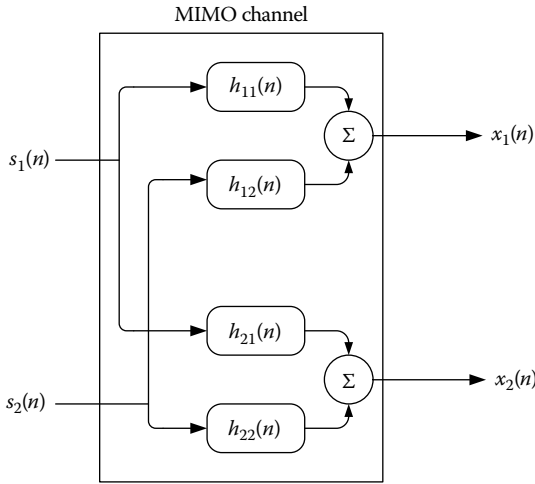 MIMO channel
h₁₁(n)
Σ
x₁(n)
s₁(n)
h₁₂(n)
h₂₁(n)
Σ
x₂(n)
s₂(n)
h₂₂(n)